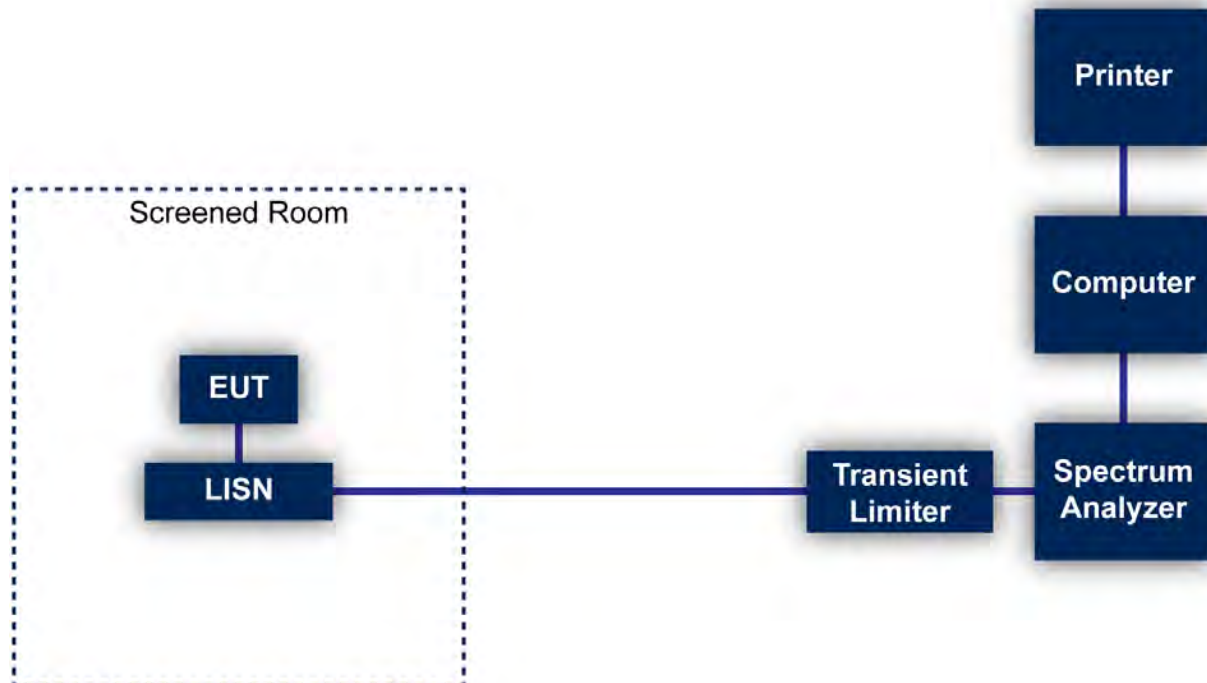 Printer
Screened Room
Computer
EUT
LISN
Transient
Limiter
Spectrum
Analyzer